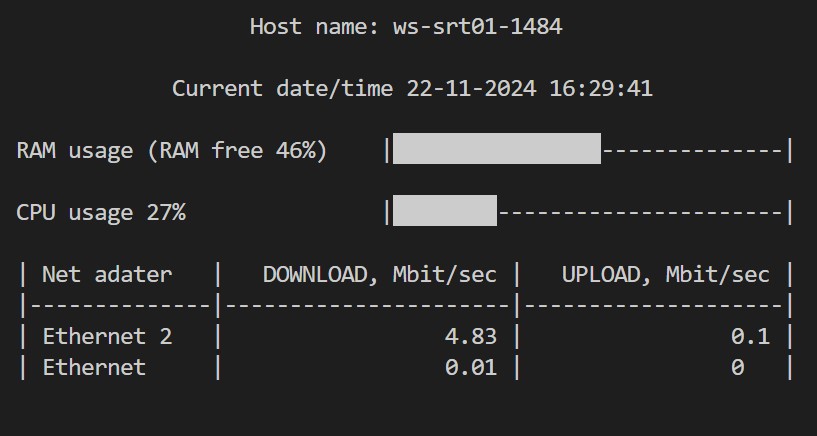 Host name: ws-srt01-1484
Current date/time 22-11-2024 16:29:41
RAM usage (RAM free 46%) |████████████████--------------|
CPU usage 27% |████████----------------------|
| Net adater | DOWNLOAD, Mbit/sec | UPLOAD, Mbit/sec |
|--------------|----------------------|--------------------|
| Ethernet 2 | 4.83 | 0.1 |
| Ethernet | 0.01 | 0 |